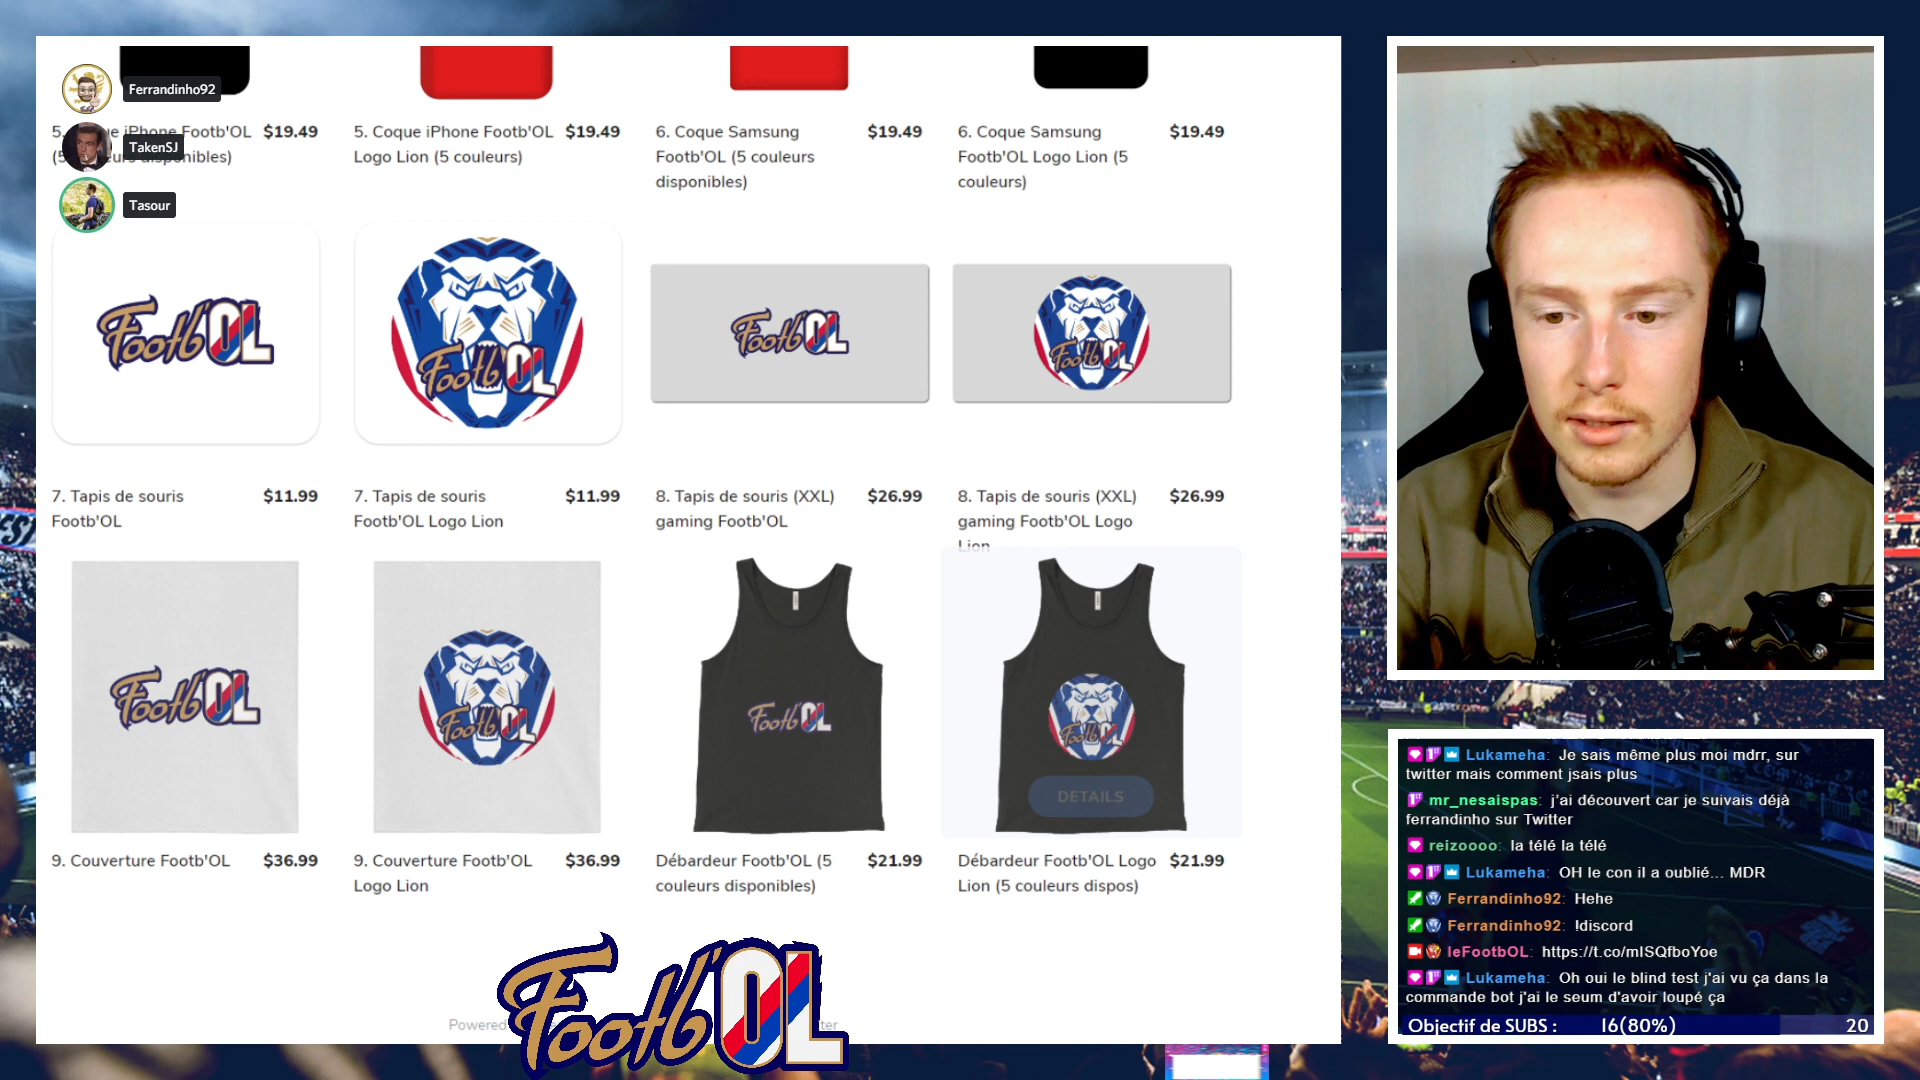 Ferrandinho92
TakenSJ
Tasour
5. Coque iPhone Footb'OL $19.49
5. Coque iPhone Footb'OL $19.49
Logo Lion (5 couleurs)
6. Coque Samsung $19.49
Footb'OL (5 couleurs
disponibles)
6. Coque Samsung $19.49
Footb'OL Logo Lion (5
couleurs)
Footb'OL
Footb'OL
Footb'OL
Footb'OL
7. Tapis de souris $11.99
Footb'OL
7. Tapis de souris $11.99
Footb'OL Logo Lion
8. Tapis de souris (XXL) $26.99
gaming Footb'OL
8. Tapis de souris (XXL) $26.99
gaming Footb'OL Logo
Lion
Footb'OL
Footb'OL
Footb'OL
Footb'OL
DETAILS
9. Couverture Footb'OL $36.99
9. Couverture Footb'OL $36.99
Logo Lion
Débardeur Footb'OL (5 $21.99
couleurs disponibles)
Débardeur Footb'OL Logo $21.99
Lion (5 couleurs dispos)
Powered
Footb'OL
Lukameha: Je sais même plus moi mdrr, sur
twitter mais comment jsais plus
mr_nesaispas: j'ai découvert car je suivais déjà
ferrandinho sur Twitter
reizoooo: la télé la télé
Lukameha: OH le con il a oublié... MDR
Ferrandinho92: Hehe
Ferrandinho92: !discord
leFootbOL: https://t.co/mISQfboYoe
Lukameha: Oh oui le blind test j'ai vu ça dans la
commande bot j'ai le seum d'avoir loupé ça
Objectif de SUBS : 16(80%) 20